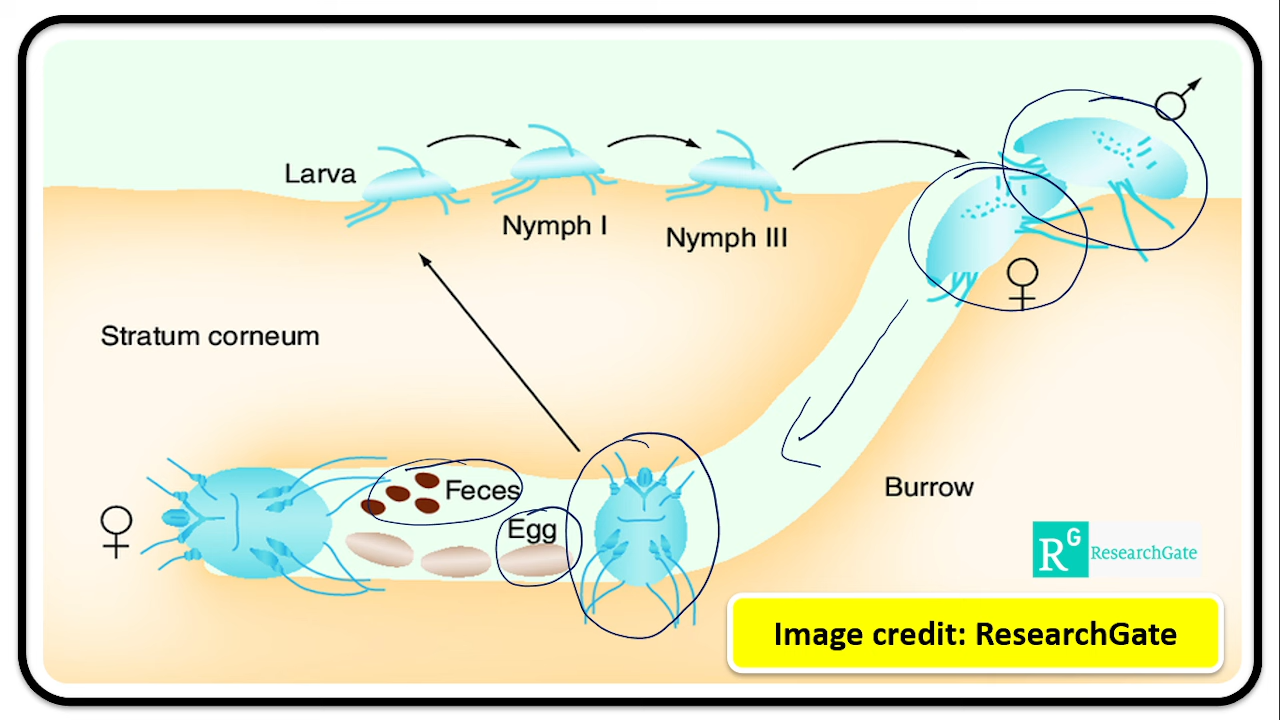 Larva
Nymph I
Nymph III
Stratum corneum
Feces
Burrow
Egg
RG ResearchGate
Image credit: ResearchGate